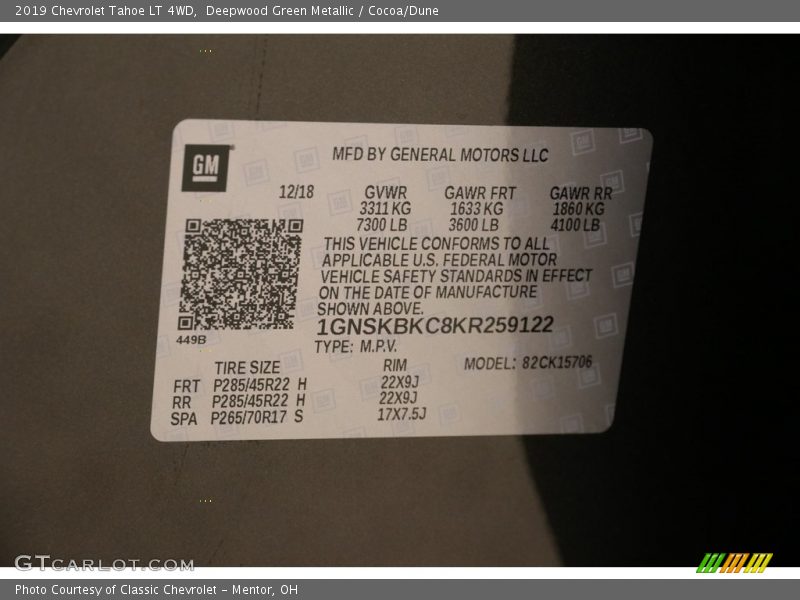 2019 Chevrolet Tahoe LT 4WD,  Deepwood Green Metallic / Cocoa/Dune
GM
MFD BY GENERAL MOTORS LLC
12/18 GVWR GAWR FRT GAWR RR
3311 KG 1633 KG 1860 KG
7300 LB 3600 LB 4100 LB
THIS VEHICLE CONFORMS TO ALL
APPLICABLE U.S. FEDERAL MOTOR
VEHICLE SAFETY STANDARDS IN EFFECT
ON THE DATE OF MANUFACTURE
SHOWN ABOVE.
1GNSKBKC8KR259122
449B
TYPE: M.P.V.
TIRE SIZE RIM MODEL: 82CK15706
FRT P285/45R22 H 22X9J
RR P285/45R22 H 22X9J
SPA P265/70R17 S 17X7.5J
GTCARLOT.COM
Photo Courtesy of Classic Chevrolet - Mentor, OH